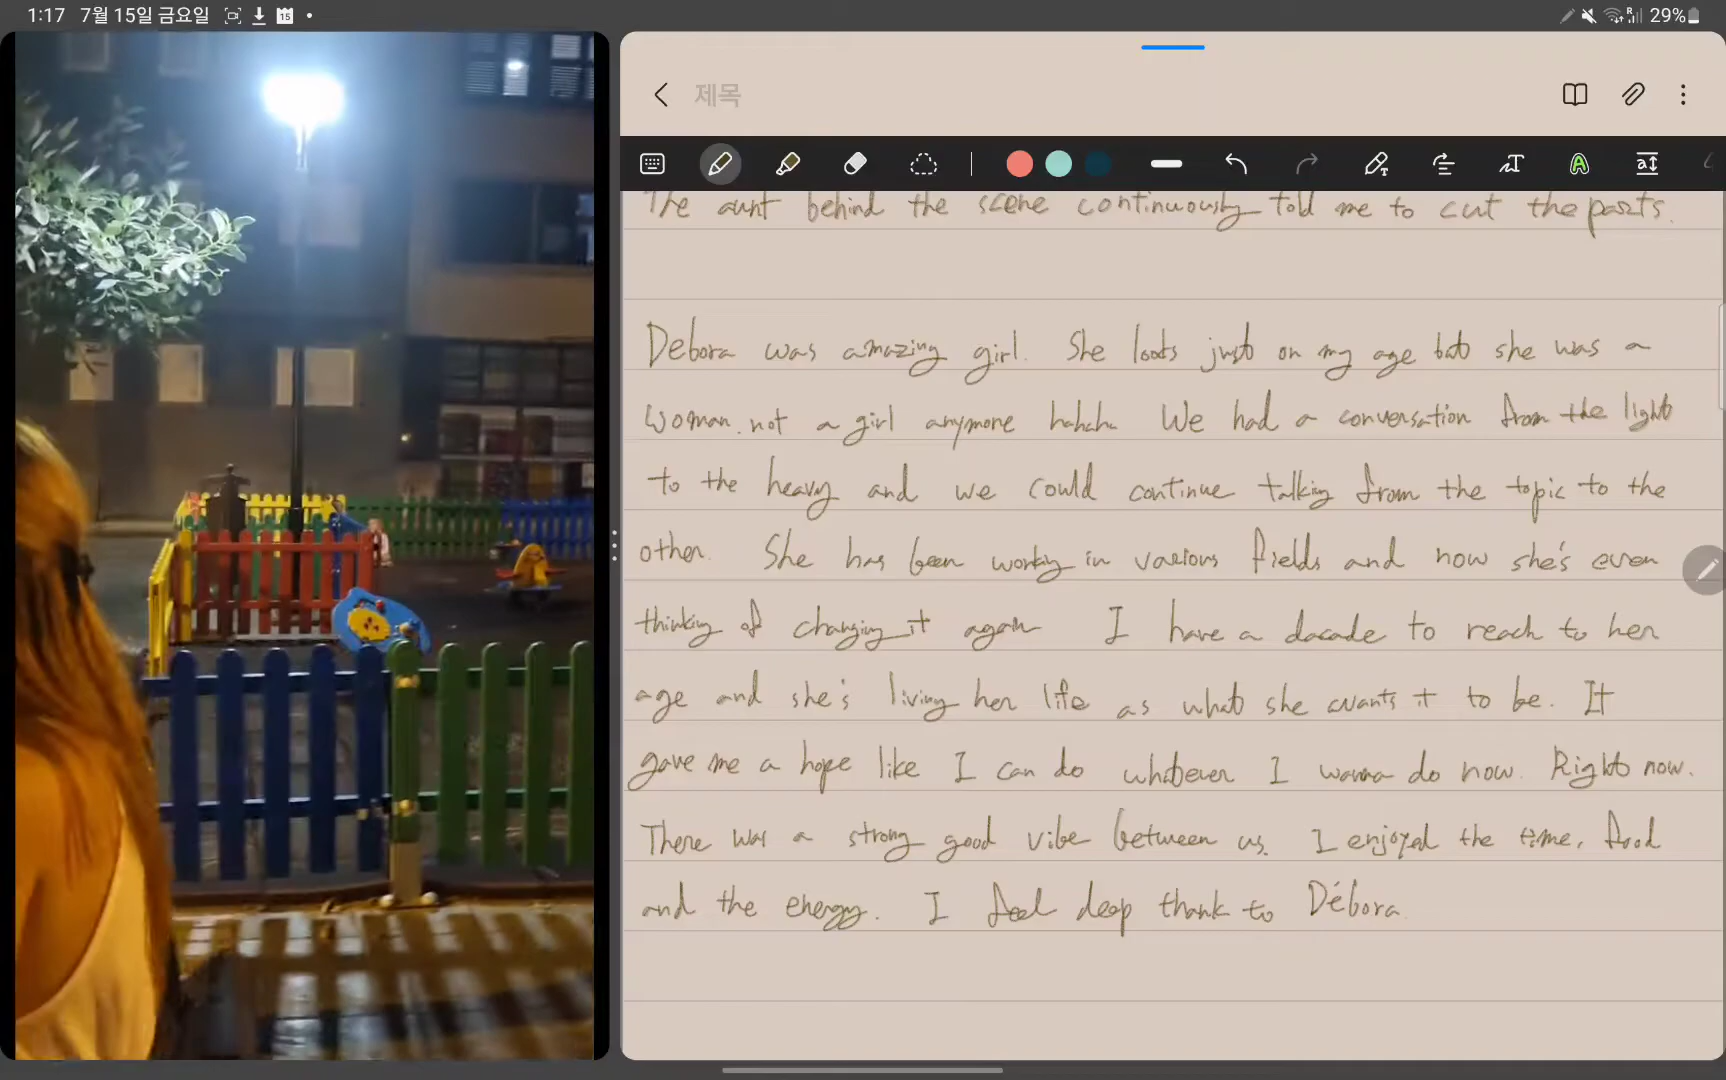 1:17 7월 15일 금요일
15
R
29%
제목
The aunt behind the scene continuously told me to cut the parts.
Debora was amazing girl. She looks just on my age but she was a
woman. not a girl anymore hahaha We had a conversation from the light
to the heavy and we could continue talking from the topic to the
other. She has been working in various fields and now she's even
thinking of changing it again I have a dacade to reach to her
age and she's living her life as what she wants it to be. It
gave me a hope like I can do whatever I wanna do now. Right now.
There was a strong good vibe between us. I enjoyed the time, food
and the energy. I feel deep thank to Débora.